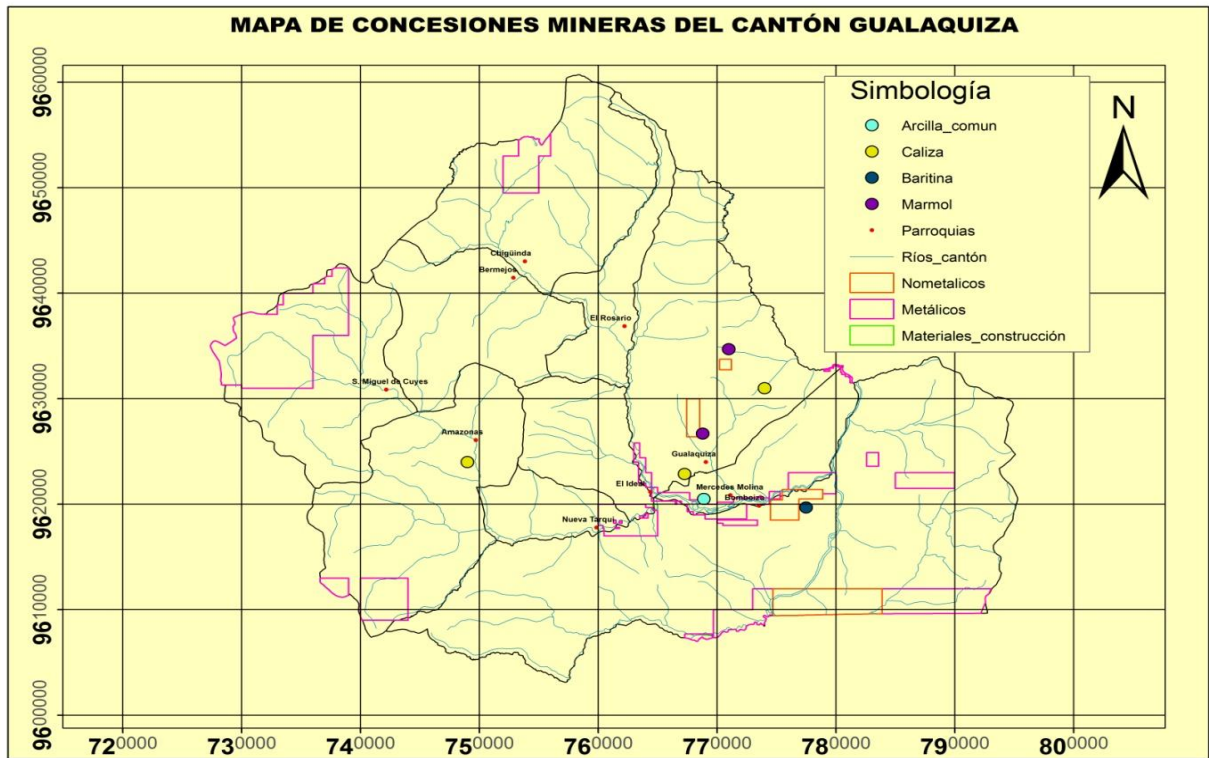 MAPA DE CONCESIONES MINERAS DEL CANTÓN GUALAQUIZA
Simbología
Arcilla_comun
Caliza
Baritina
Marmol
Parroquias
Ríos_cantón
Nometalicos
Metálicos
Materiales_construcción
N
9660000
9650000
9640000
9630000
9620000
9610000
9600000
Chigüinda
Bermejos
El Rosario
S. Miguel de Cuyes
Amazonas
Gualaquiza
El Ideal
Mercedes Molina
Bomboiza
Nueva Tarqui
720000 730000 740000 750000 760000 770000 780000 790000 800000